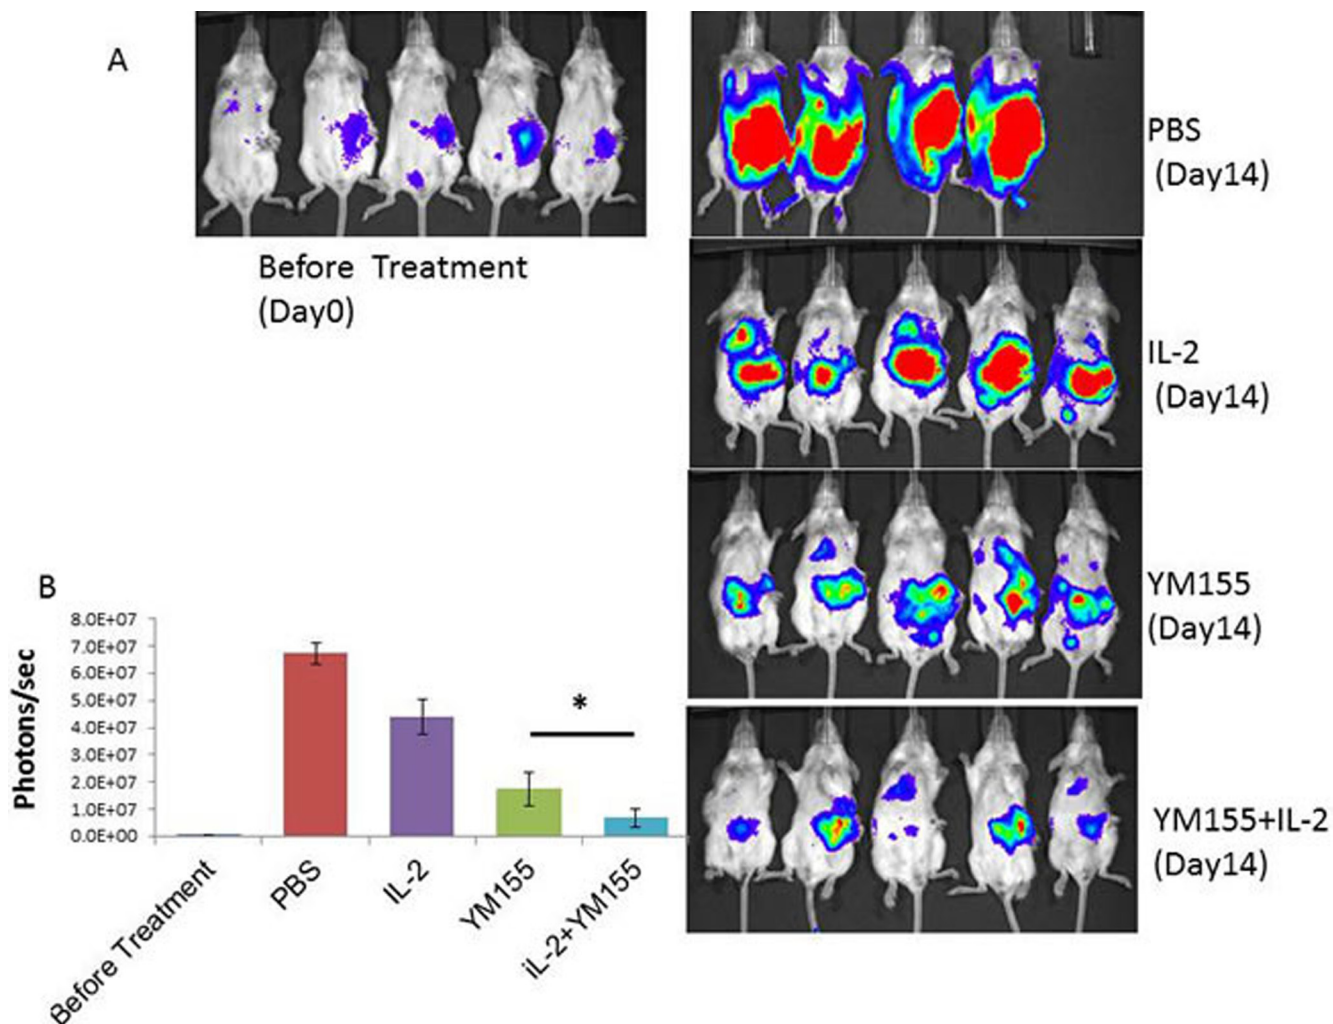 A
Before Treatment
(Day0)
PBS
(Day14)
IL-2
(Day14)
YM155
(Day14)
YM155+IL-2
(Day14)
B
Photons/sec
8.0E+07
7.0E+07
6.0E+07
5.0E+07
4.0E+07
3.0E+07
2.0E+07
1.0E+07
0.0E+00
*
Before Treatment
PBS
IL-2
YM155
iL-2+YM155